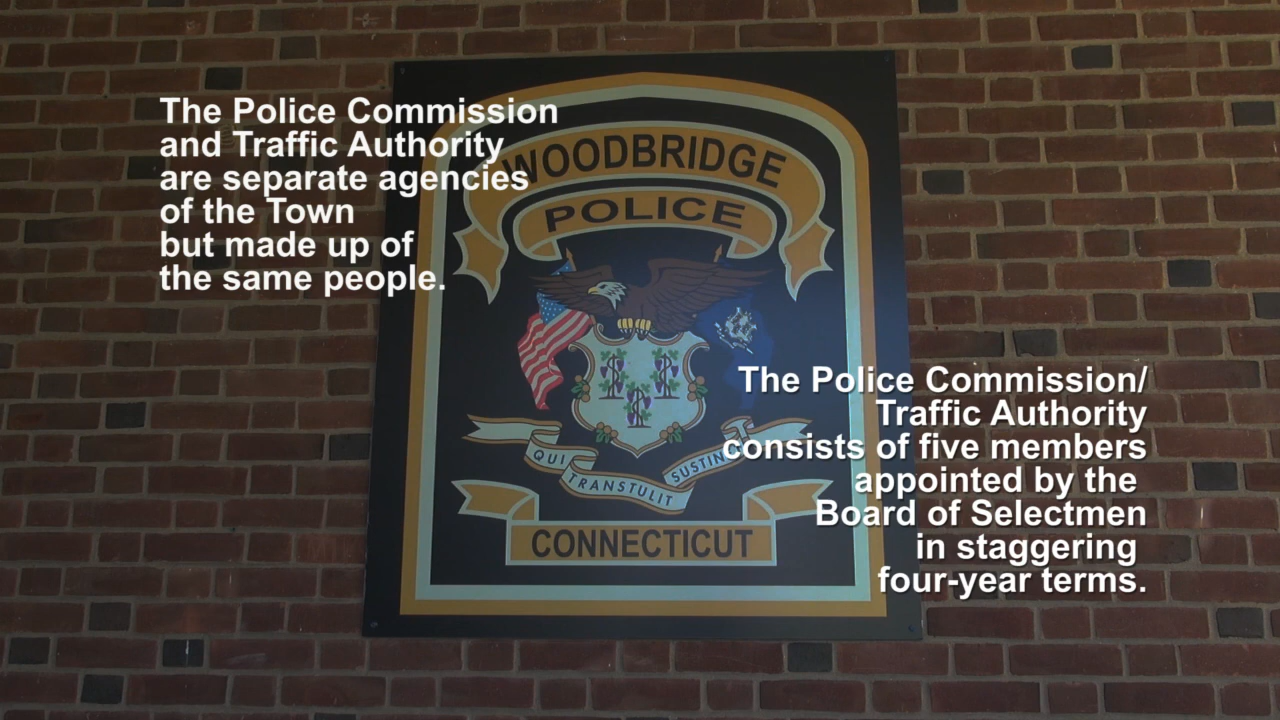 The Police Commission
and Traffic Authority
are separate agencies
of the Town
but made up of
the same people.
WOODBRIDGE
POLICE
QUI
TRANSTULIT
CONNECTICUT
The Police Commission/
Traffic Authority
consists of five members
appointed by the
Board of Selectmen
in staggering
four-year terms.